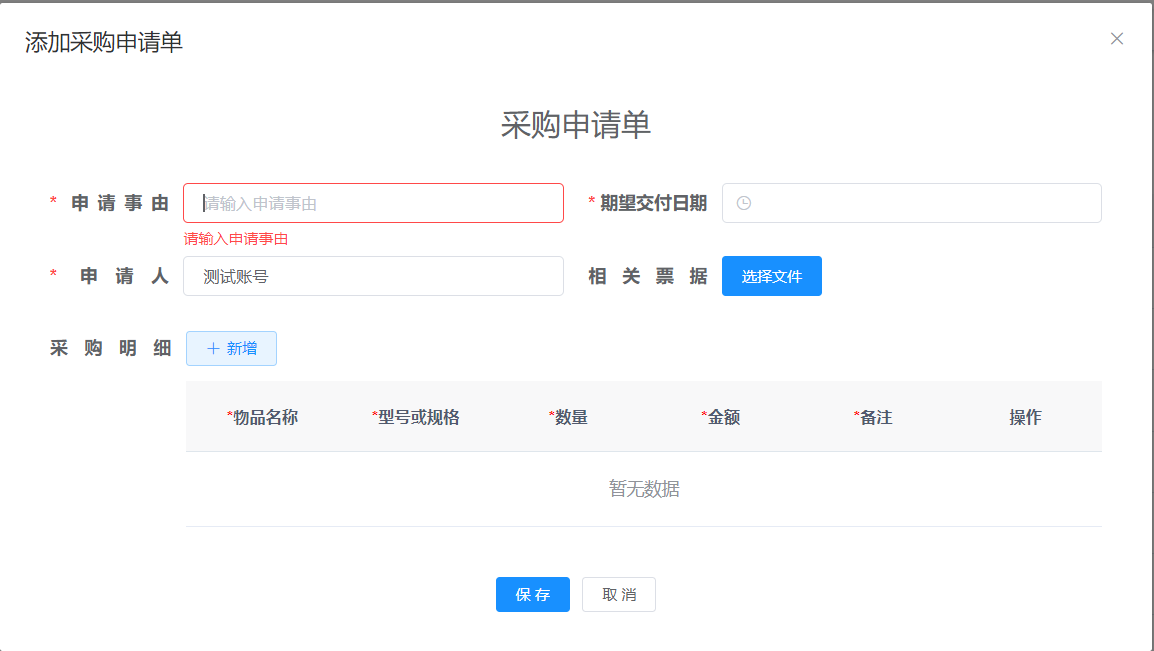 添加采购申请单
采购申请单
* 申请事由 请输入申请事由 * 期望交付日期
请输入申请事由
* 申请人 测试账号 相关票据 选择文件
采购明细 + 新增
*物品名称 *型号或规格 *数量 *金额 *备注 操作
暂无数据
保存 取消